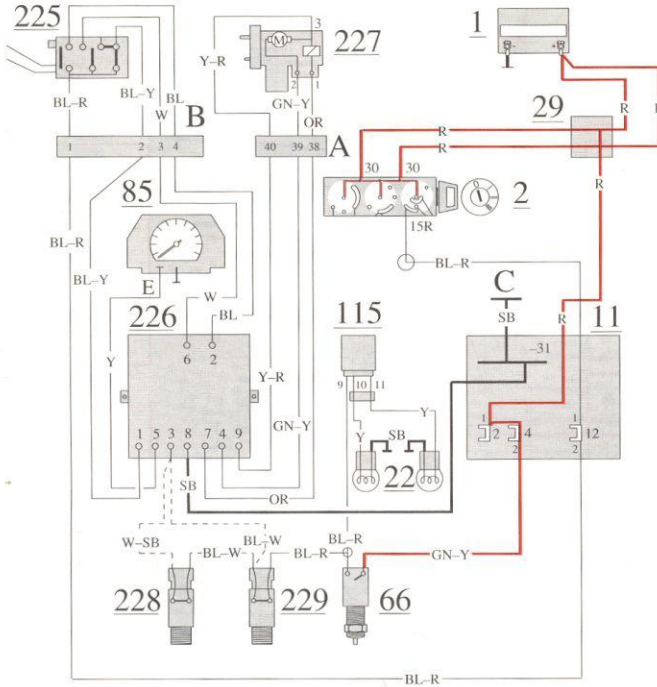 225
BL–R
BL–Y
W
BL
B
1 2 3 4
Y–R
M
3
227
2 1
GN–Y
OR
40 39 38
A
1
– +
R
R
29
R
R
R
30 30
2
15R
BL–R
85
E
BL–R
BL–Y
W
BL
226
6 2
Y
Y–R
GN–Y
1 5 3 8 7 4 9
SB
OR
115
9 10 11
Y
Y
SB
22
C
SB
R
11
–31
1 1
2 4 12
2 2
W–SB
BL–W
BL–W
BL–R
BL–R
GN–Y
228
229
66
BL–R